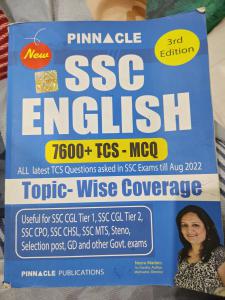 PINNACLE
New
3rd
Edition
SSC
ENGLISH
7600+ TCS - MCQ
ALL latest TCS Questions asked in SSC Exams till Aug 2022
Topic- Wise Coverage
Useful for SSC CGL Tier 1, SSC CGL Tier 2,
SSC CPO, SSC CHSL, SSC MTS, Steno,
Selection post, GD and other Govt. exams
PINNACLE PUBLICATIONS